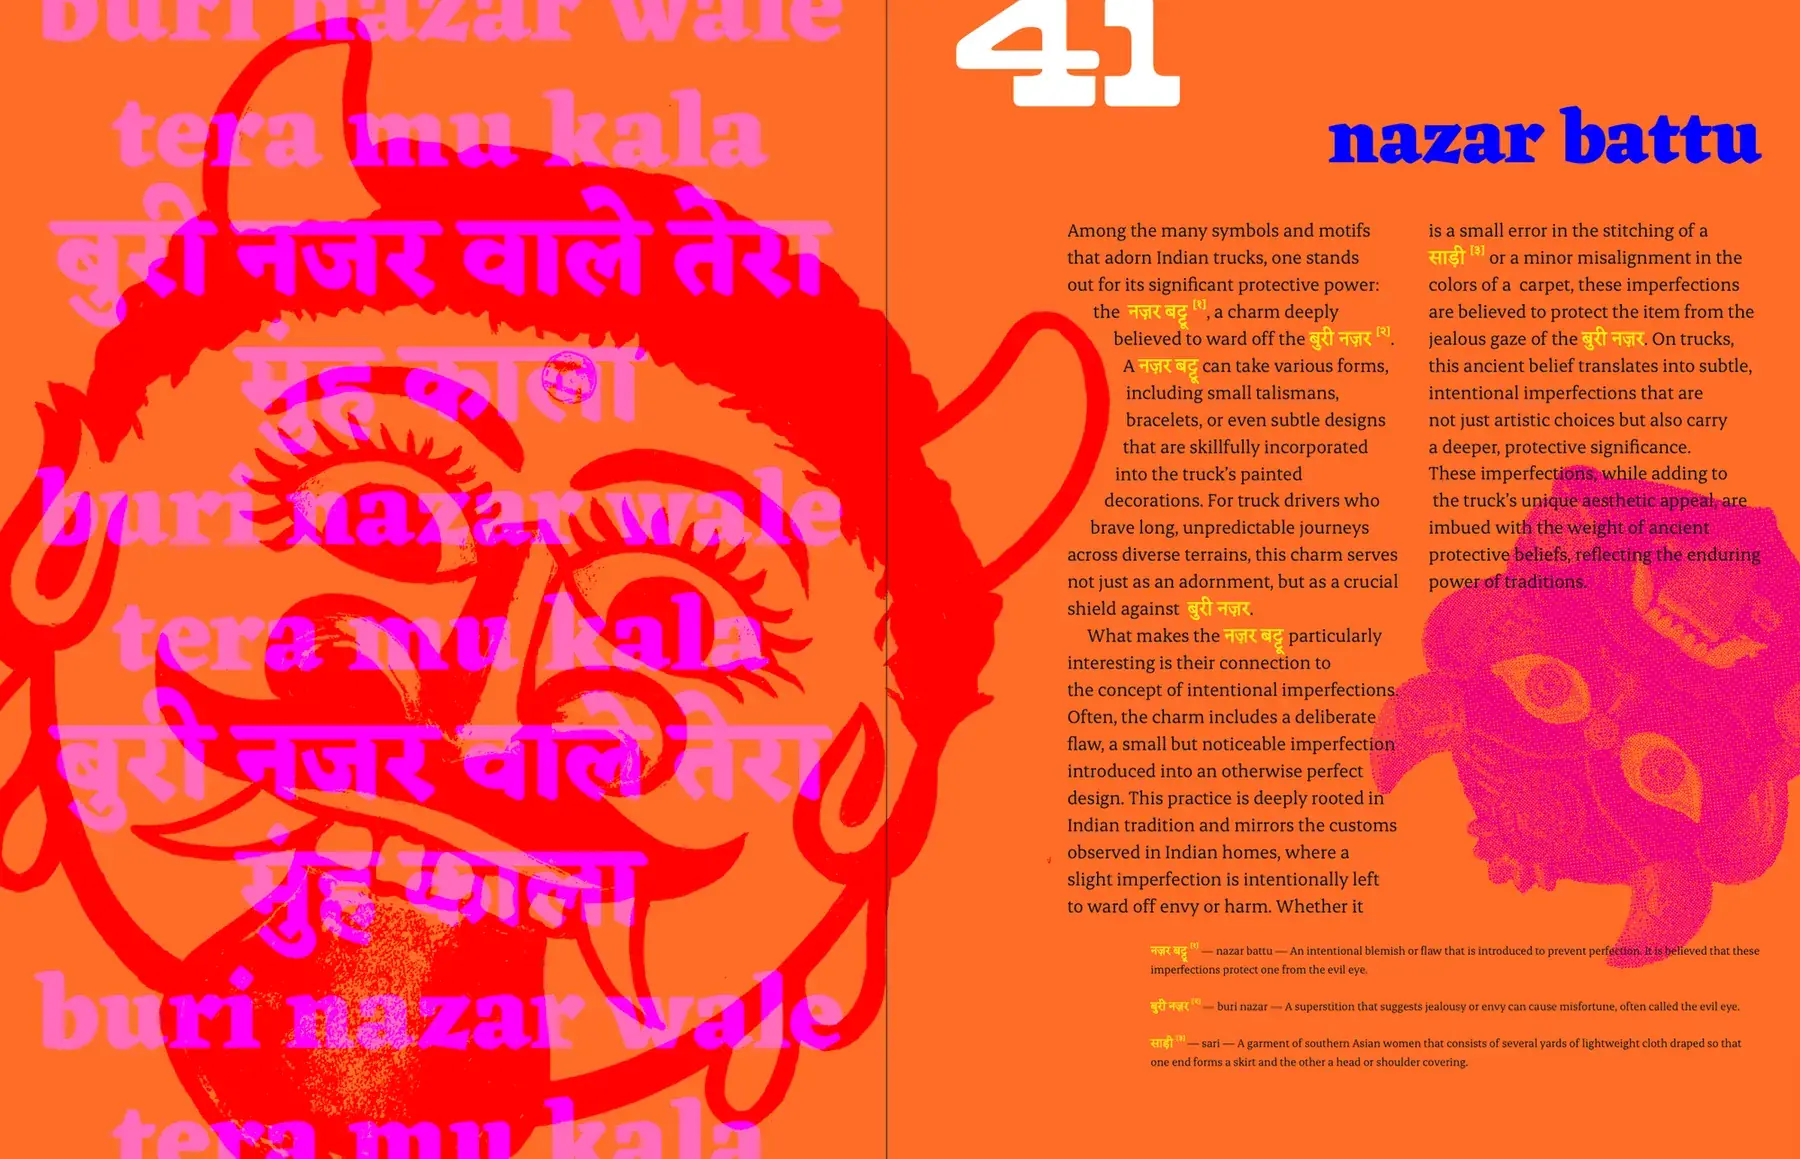 buri nazar wale
tera mu kala
बुरी नजर वाले तेरा
मुंह काला
buri nazar wale
tera mu kala
बुरी नजर वाले तेरा
मुंह काला
buri nazar wale
tera mu kala
41
nazar battu
Among the many symbols and motifs
that adorn Indian trucks, one stands
out for its significant protective power:
the नज़र बट्टू [१], a charm deeply
believed to ward off the बुरी नज़र [२].
A नज़र बट्टू can take various forms,
including small talismans,
bracelets, or even subtle designs
that are skillfully incorporated
into the truck’s painted
decorations. For truck drivers who
brave long, unpredictable journeys
across diverse terrains, this charm serves
not just as an adornment, but as a crucial
shield against बुरी नज़र.
What makes the नज़र बट्टू particularly
interesting is their connection to
the concept of intentional imperfections.
Often, the charm includes a deliberate
flaw, a small but noticeable imperfection
introduced into an otherwise perfect
design. This practice is deeply rooted in
Indian tradition and mirrors the customs
observed in Indian homes, where a
slight imperfection is intentionally left
to ward off envy or harm. Whether it
is a small error in the stitching of a
साड़ी [३] or a minor misalignment in the
colors of a carpet, these imperfections
are believed to protect the item from the
jealous gaze of the बुरी नज़र. On trucks,
this ancient belief translates into subtle,
intentional imperfections that are
not just artistic choices but also carry
a deeper, protective significance.
These imperfections, while adding to
the truck’s unique aesthetic appeal, are
imbued with the weight of ancient
protective beliefs, reflecting the enduring
power of traditions.
नज़र बट्टू [१] — nazar battu — An intentional blemish or flaw that is introduced to prevent perfection. It is believed that these
imperfections protect one from the evil eye.
बुरी नज़र [२] — buri nazar — A superstition that suggests jealousy or envy can cause misfortune, often called the evil eye.
साड़ी [३] — sari — A garment of southern Asian women that consists of several yards of lightweight cloth draped so that
one end forms a skirt and the other a head or shoulder covering.